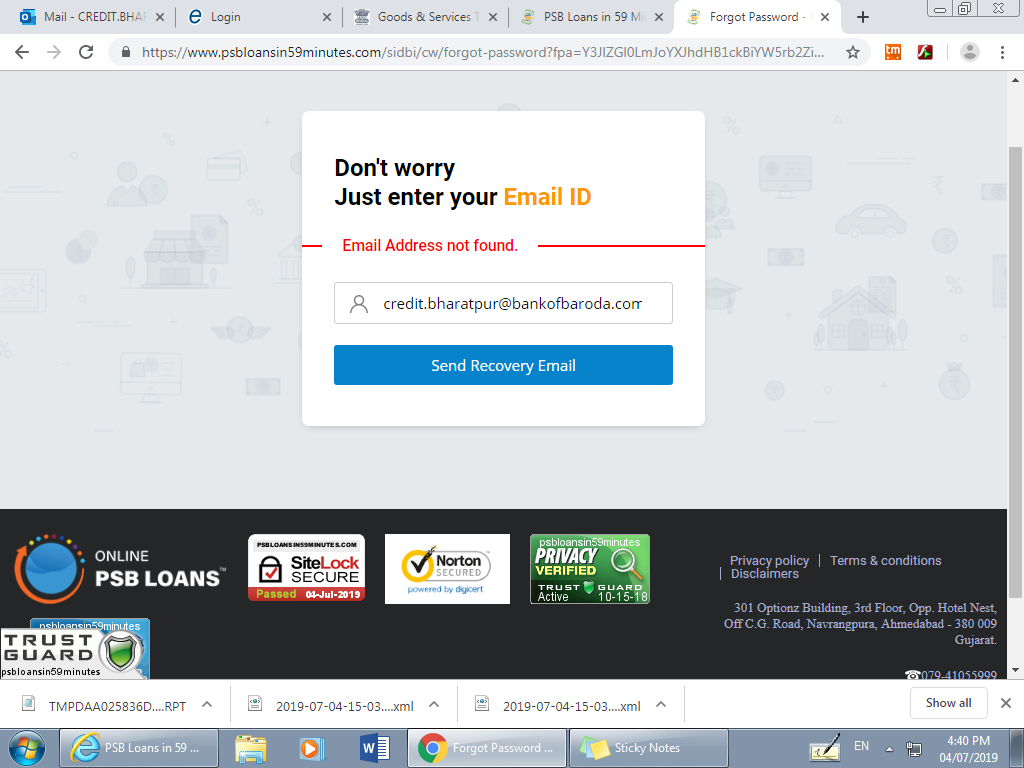 Mail - CREDIT.BHAR
Login
Goods & Services T
PSB Loans in 59 Mi
Forgot Password -
https://www.psbloansin59minutes.com/sidbi/cw/forgot-password?fpa=Y3JlZGl0LmJoYXJhdHB1ckBiYW5rb2Zi...
Don't worry
Just enter your Email ID
Email Address not found.
credit.bharatpur@bankofbaroda.com
Send Recovery Email
ONLINE
PSB LOANS™
PSBLOANSIN59MINUTES.COM
SiteLock
SECURE
Passed 04-Jul-2019
Norton
SECURED
powered by digicert
psbloansin59minutes
PRIVACY
VERIFIED
TRUST GUARD
Active 10-15-18
Privacy policy | Terms & conditions
| Disclaimers
301 Optionz Building, 3rd Floor, Opp. Hotel Nest,
Off C.G. Road, Navrangpura, Ahmedabad - 380 009
Gujarat.
☎079-41055999
psbloansin59minutes
TRUST
GUARD
psbloansin59minutes
TMPDAA025836D....RPT
2019-07-04-15-03....xml
2019-07-04-15-03....xml
Show all
PSB Loans in 59 ...
Forgot Password ...
Sticky Notes
EN
4:40 PM
04/07/2019